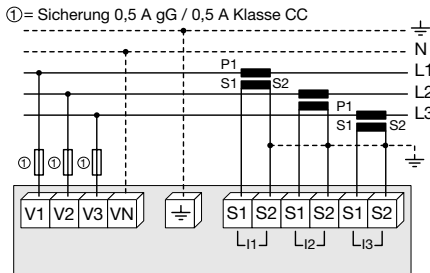 ①= Sicherung 0,5 A gG / 0,5 A Klasse CC
N
P1
L1
S1 S2
L2
P1
L3
S1 S2
① ① ①
V1 V2 V3 VN S1 S2 S1 S2 S1 S2
I1 I2 I3